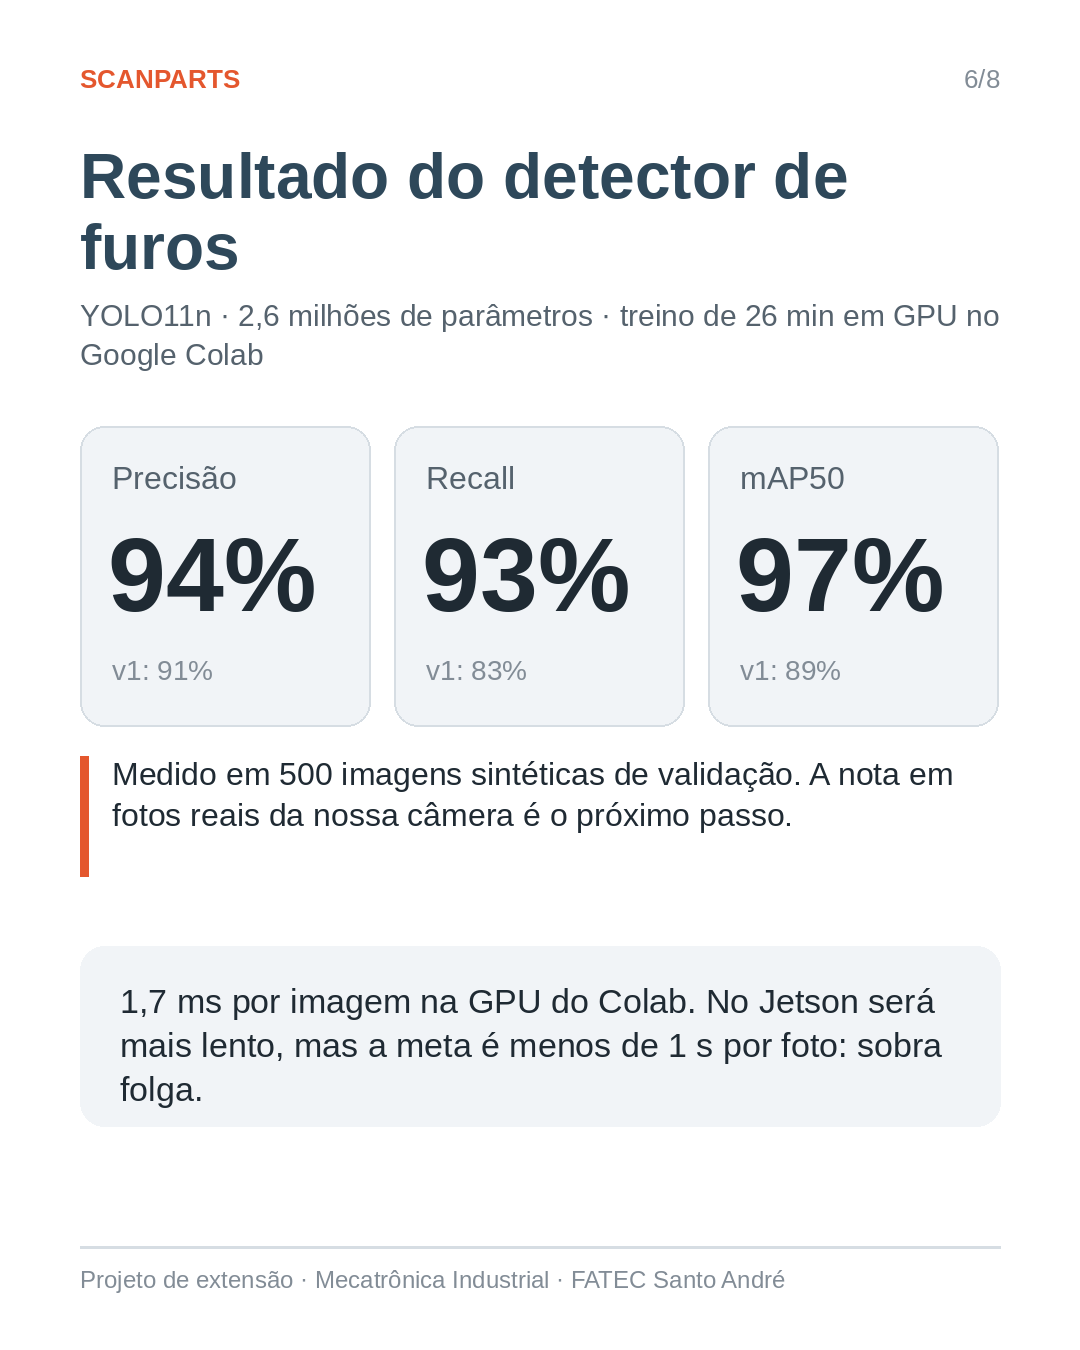 SCANPARTS
6/8
Resultado do detector de
furos
YOLO11n · 2,6 milhões de parâmetros · treino de 26 min em GPU no
Google Colab
Precisão
94%
v1: 91%
Recall
93%
v1: 83%
mAP50
97%
v1: 89%
Medido em 500 imagens sintéticas de validação. A nota em
fotos reais da nossa câmera é o próximo passo.
1,7 ms por imagem na GPU do Colab. No Jetson será
mais lento, mas a meta é menos de 1 s por foto: sobra
folga.
Projeto de extensão · Mecatrônica Industrial · FATEC Santo André